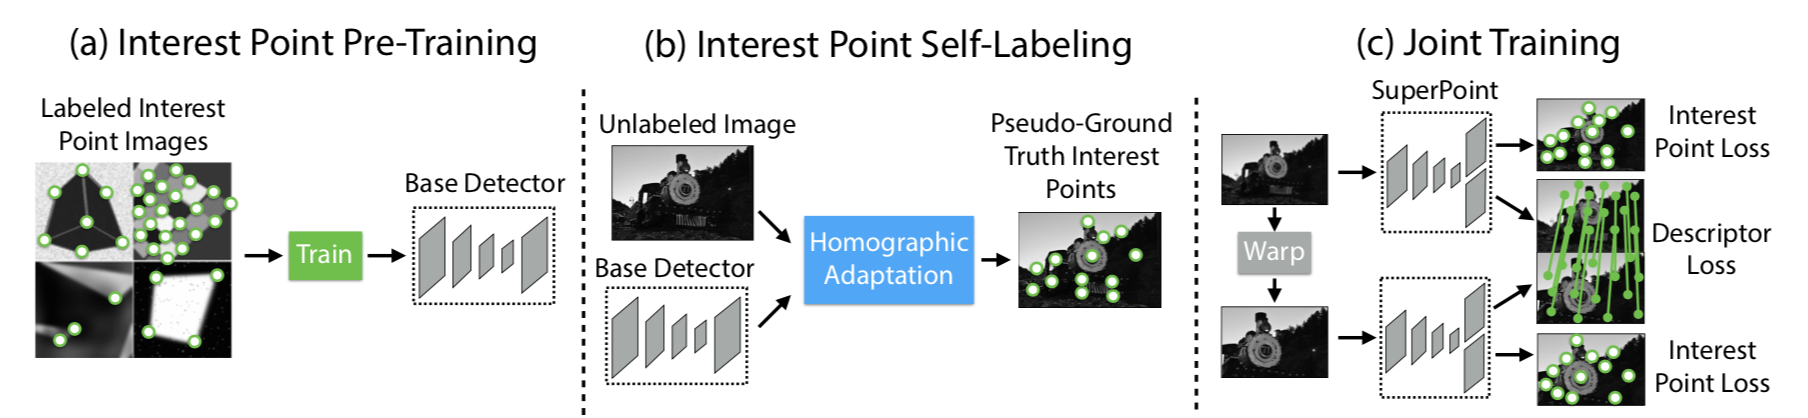 (a) Interest Point Pre-Training
Labeled Interest
Point Images
Train
Base Detector
(b) Interest Point Self-Labeling
Unlabeled Image
Base Detector
Homographic
Adaptation
Pseudo-Ground
Truth Interest
Points
(c) Joint Training
Warp
SuperPoint
Interest
Point Loss
Descriptor
Loss
Interest
Point Loss